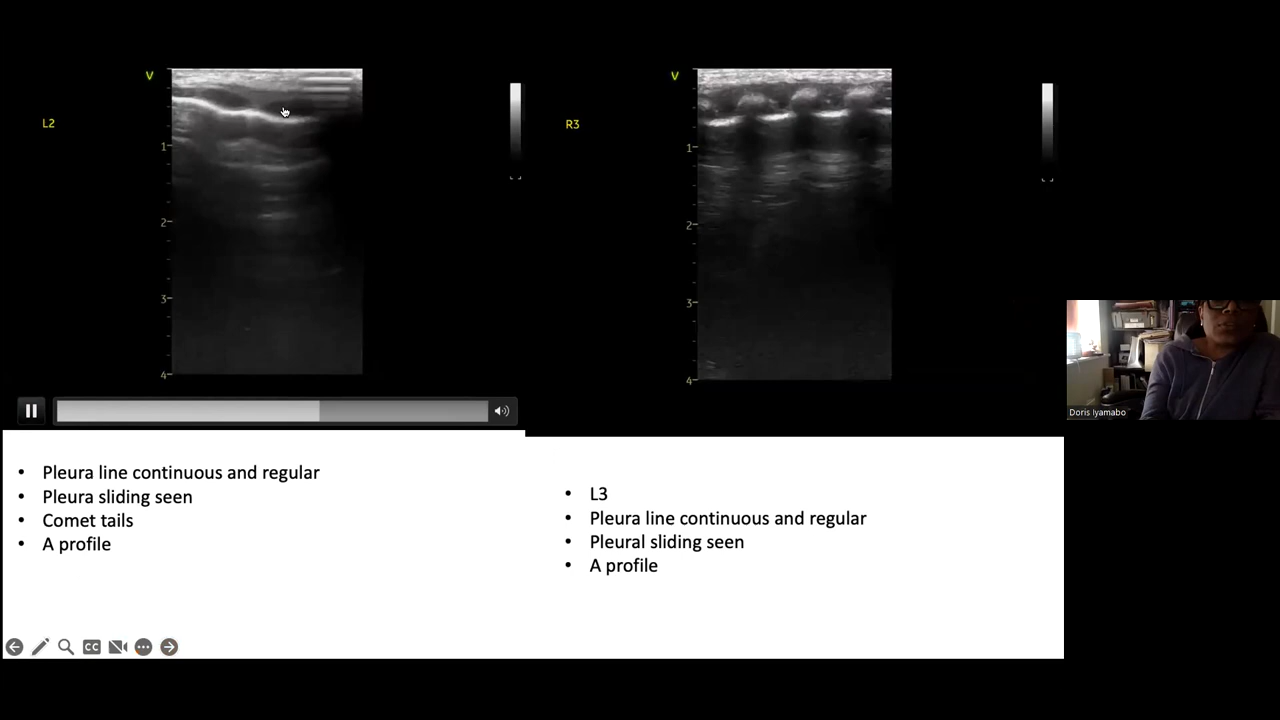 V
L2
1
2
3
4
V
R3
1
2
3
4
Doris Iyamabo
• Pleura line continuous and regular
• Pleura sliding seen
• Comet tails
• A profile
• L3
• Pleura line continuous and regular
• Pleural sliding seen
• A profile
CC